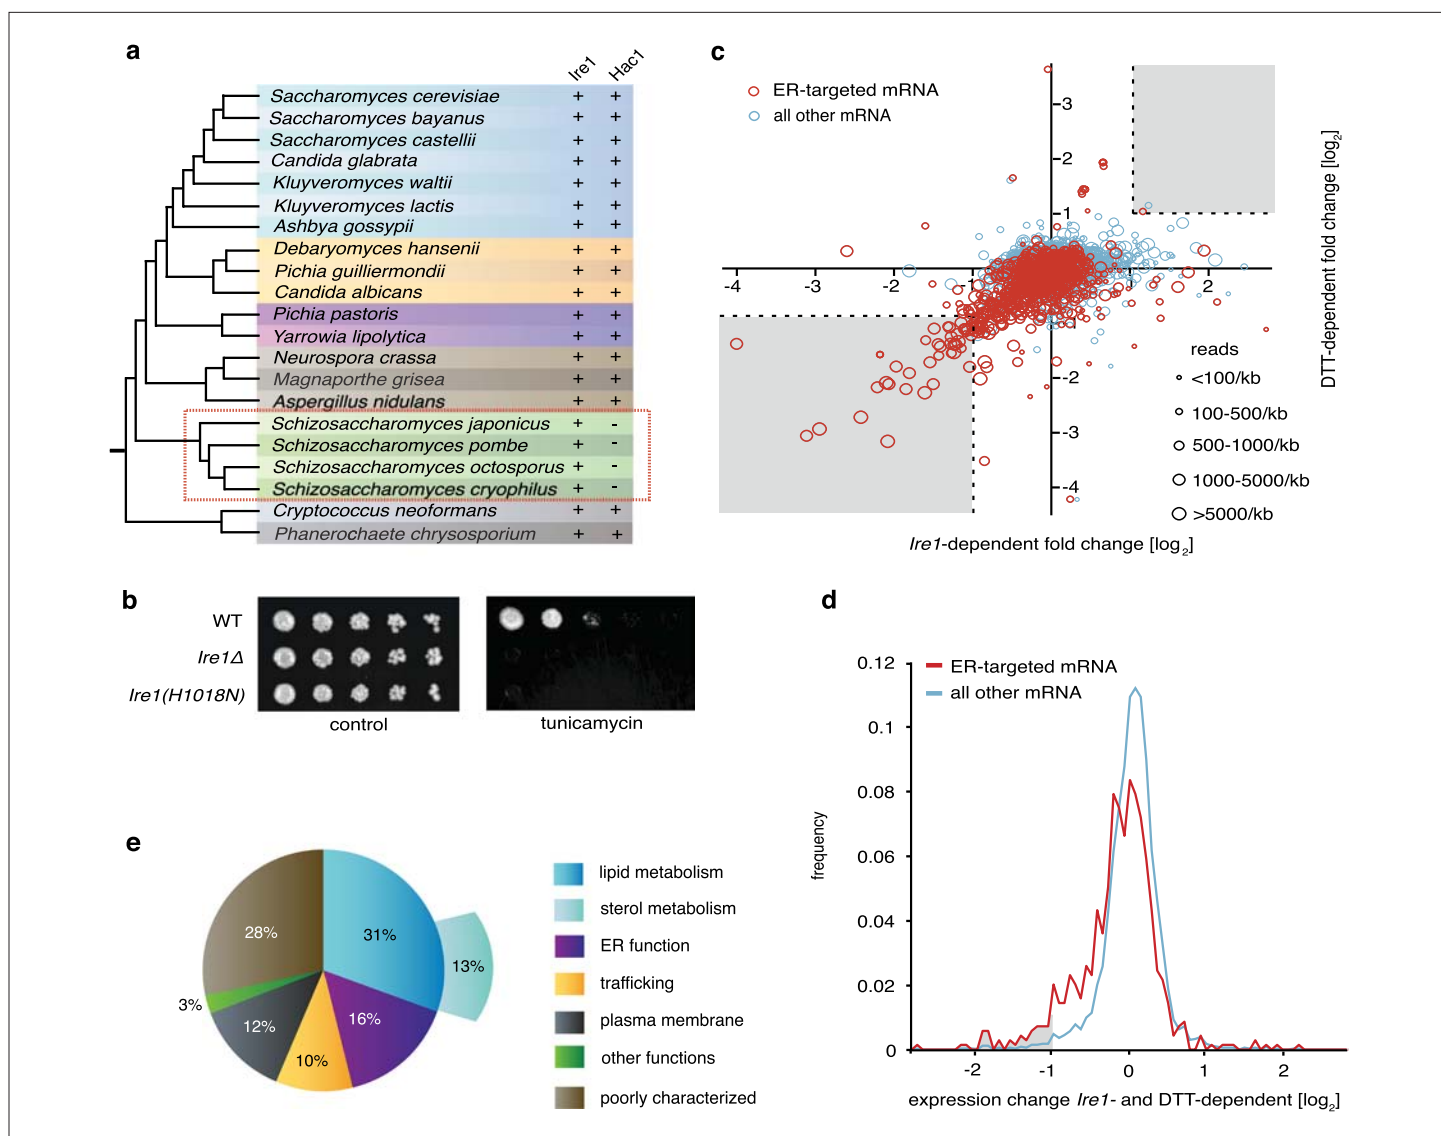 a
Ire1 Hac1
Saccharomyces cerevisiae + +
Saccharomyces bayanus + +
Saccharomyces castellii + +
Candida glabrata + +
Kluyveromyces waltii + +
Kluyveromyces lactis + +
Ashbya gossypii + +
Debaryomyces hansenii + +
Pichia guilliermondii + +
Candida albicans + +
Pichia pastoris + +
Yarrowia lipolytica + +
Neurospora crassa + +
Magnaporthe grisea + +
Aspergillus nidulans + +
Schizosaccharomyces japonicus + -
Schizosaccharomyces pombe + -
Schizosaccharomyces octosporus + -
Schizosaccharomyces cryophilus + -
Cryptococcus neoformans + +
Phanerochaete chrysosporium + +
b
WT
Ire1Δ
Ire1(H1018N)
control
tunicamycin
c
ER-targeted mRNA
all other mRNA
3
2
1
-4 -3 -2 -1 1 2
-1
-2
-3
-4
DTT-dependent fold change [log2]
reads
<100/kb
100-500/kb
500-1000/kb
1000-5000/kb
>5000/kb
Ire1-dependent fold change [log2]
d
ER-targeted mRNA
all other mRNA
0.12
0.1
0.08
0.06
0.04
0.02
0
frequency
-2 -1 0 1 2
expression change Ire1- and DTT-dependent [log2]
e
28%
31%
13%
3%
12%
16%
10%
lipid metabolism
sterol metabolism
ER function
trafficking
plasma membrane
other functions
poorly characterized